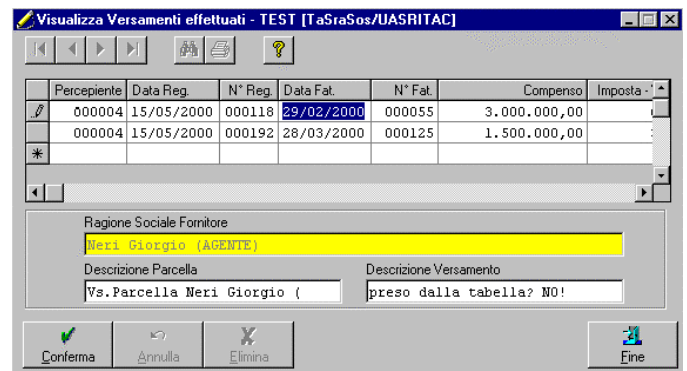 Visualizza Versamenti effettuati - TEST [TaSraSos/UASRITAC]
Percepiente Data Reg. N° Reg. Data Fat. N° Fat. Compenso Imposta -
000004 15/05/2000 000118 29/02/2000 000055 3.000.000,00
000004 15/05/2000 000192 28/03/2000 000125 1.500.000,00
Ragione Sociale Fornitore
Neri Giorgio (AGENTE)
Descrizione Parcella Descrizione Versamento
Vs.Parcella Neri Giorgio ( preso dalla tabella? NO!
Conferma Annulla Elimina Fine